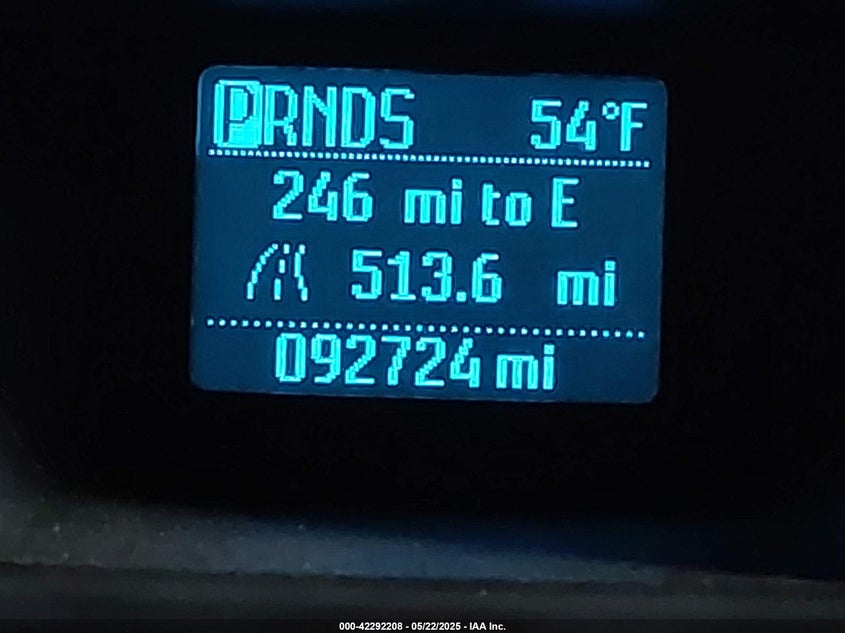 PRNDS 54°F
246 mi to E
513.6 mi
092724 mi
000-42292208 - 05/22/2025 - IAA Inc.